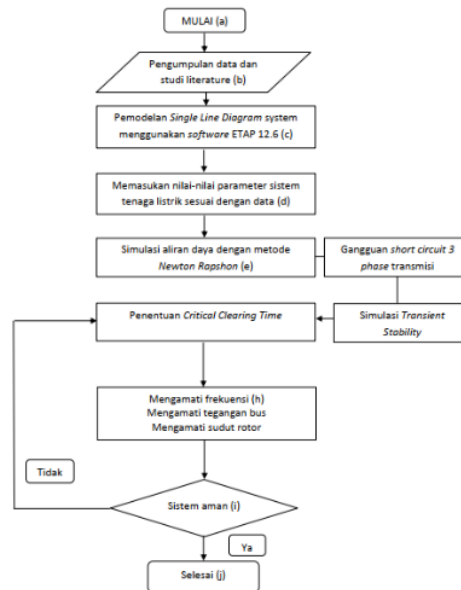 MULAI (a)
Pengumpulan data dan
studi literature (b)
Pemodelan Single Line Diagram system
menggunakan software ETAP 12.6 (c)
Memasukan nilai-nilai parameter sistem
tenaga listrik sesuai dengan data (d)
Simulasi aliran daya dengan metode
Newton Rapshon (e)
Gangguan short circuit 3
phase transmisi
Simulasi Transient
Stability
Penentuan Critical Clearing Time
Mengamati frekuensi (h)
Mengamati tegangan bus
Mengamati sudut rotor
Tidak
Sistem aman (i)
Ya
Selesai (j)